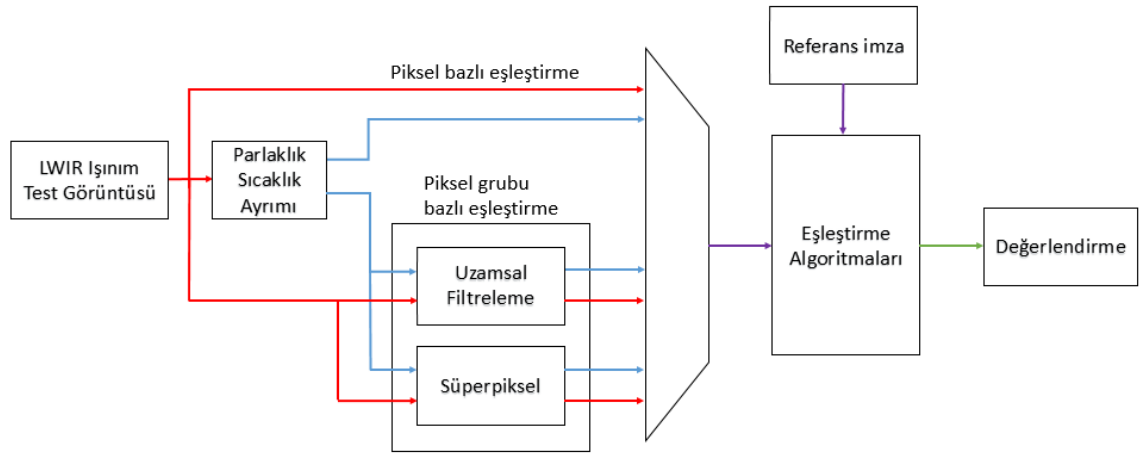 Referans imza
Piksel bazlı eşleştirme
LWIR Işınım
Test Görüntüsü
Parlaklık
Sıcaklık
Ayrımı
Piksel grubu
bazlı eşleştirme
Uzamsal
Filtreleme
Süperpiksel
Eşleştirme
Algoritmaları
Değerlendirme